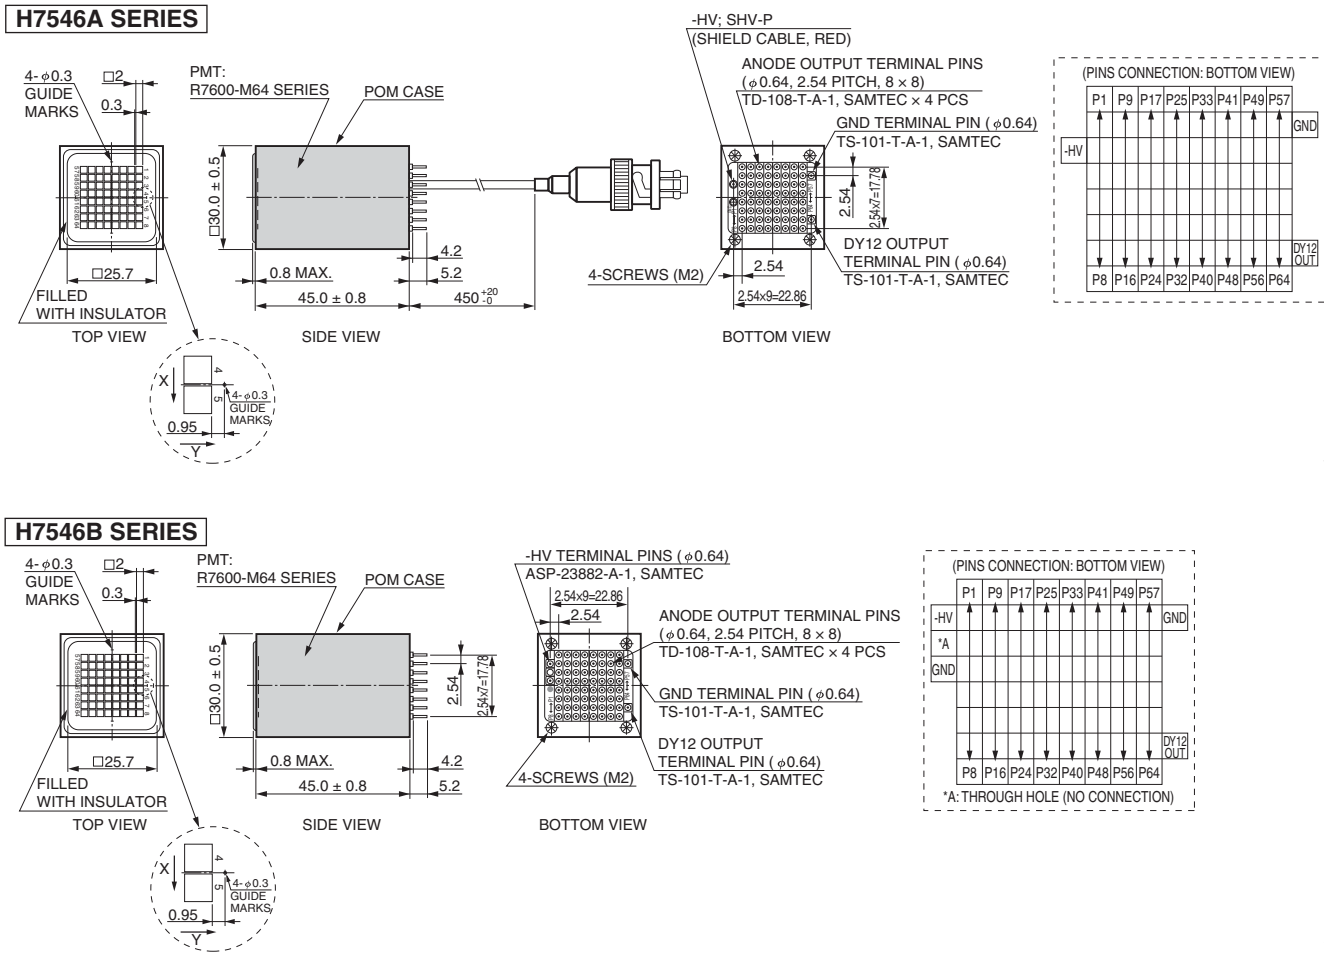 H7546A SERIES
4-φ0.3
GUIDE
MARKS
□2
0.3
PMT:
R7600-M64 SERIES
POM CASE
-HV; SHV-P
(SHIELD CABLE, RED)
ANODE OUTPUT TERMINAL PINS
(φ0.64, 2.54 PITCH, 8 × 8)
TD-108-T-A-1, SAMTEC × 4 PCS
GND TERMINAL PIN (φ0.64)
TS-101-T-A-1, SAMTEC
□30.0 ± 0.5
2.54
2.54x7=17.78
DY12 OUTPUT
TERMINAL PIN (φ0.64)
TS-101-T-A-1, SAMTEC
4-SCREWS (M2)
2.54
2.54x9=22.86
□25.7
FILLED
WITH INSULATOR
0.8 MAX.
4.2
5.2
45.0 ± 0.8
450 +20 -0
TOP VIEW
SIDE VIEW
BOTTOM VIEW
(PINS CONNECTION: BOTTOM VIEW)
P1 P9 P17 P25 P33 P41 P49 P57
GND
-HV
DY12
OUT
P8 P16 P24 P32 P40 P48 P56 P64
X
4
5
4-φ0.3
GUIDE
MARKS
0.95
Y
H7546B SERIES
4-φ0.3
GUIDE
MARKS
□2
0.3
PMT:
R7600-M64 SERIES
POM CASE
-HV TERMINAL PINS (φ0.64)
ASP-23882-A-1, SAMTEC
2.54x9=22.86
2.54
ANODE OUTPUT TERMINAL PINS
(φ0.64, 2.54 PITCH, 8 × 8)
TD-108-T-A-1, SAMTEC × 4 PCS
□30.0 ± 0.5
2.54
2.54x7=17.78
GND TERMINAL PIN (φ0.64)
TS-101-T-A-1, SAMTEC
DY12 OUTPUT
TERMINAL PIN (φ0.64)
TS-101-T-A-1, SAMTEC
4-SCREWS (M2)
□25.7
FILLED
WITH INSULATOR
0.8 MAX.
4.2
45.0 ± 0.8
5.2
TOP VIEW
SIDE VIEW
BOTTOM VIEW
(PINS CONNECTION: BOTTOM VIEW)
P1 P9 P17 P25 P33 P41 P49 P57
-HV
GND
*A
GND
DY12
OUT
P8 P16 P24 P32 P40 P48 P56 P64
*A: THROUGH HOLE (NO CONNECTION)
X
4
5
4-φ0.3
GUIDE
MARKS
0.95
Y